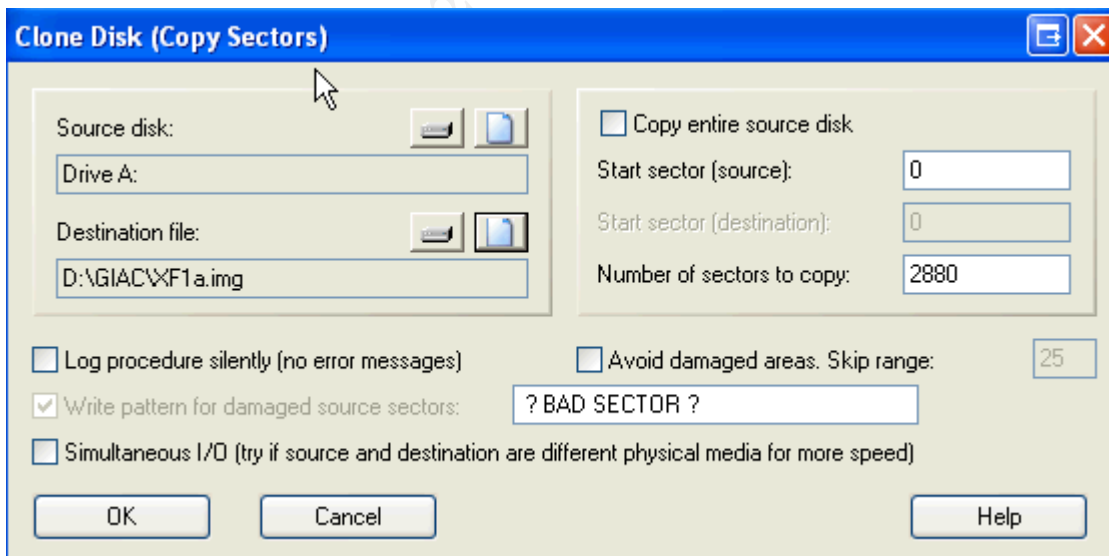 Clone Disk (Copy Sectors)
Source disk:
Drive A:
Destination file:
D:\GIAC\XF1a.img
Copy entire source disk
Start sector (source): 0
Start sector (destination): 0
Number of sectors to copy: 2880
Log procedure silently (no error messages)
Avoid damaged areas. Skip range: 25
Write pattern for damaged source sectors: ? BAD SECTOR ?
Simultaneous I/O (try if source and destination are different physical media for more speed)
OK Cancel Help